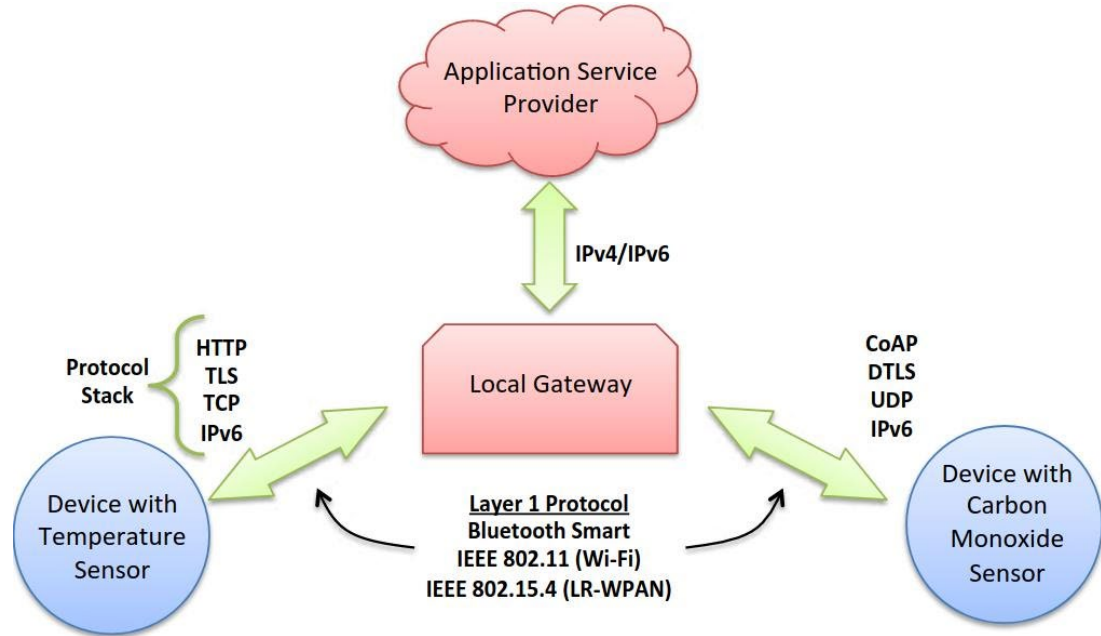 Application Service
Provider
IPv4/IPv6
Protocol
Stack
HTTP
TLS
TCP
IPv6
Local Gateway
CoAP
DTLS
UDP
IPv6
Device with
Temperature
Sensor
Layer 1 Protocol
Bluetooth Smart
IEEE 802.11 (Wi-Fi)
IEEE 802.15.4 (LR-WPAN)
Device with
Carbon
Monoxide
Sensor